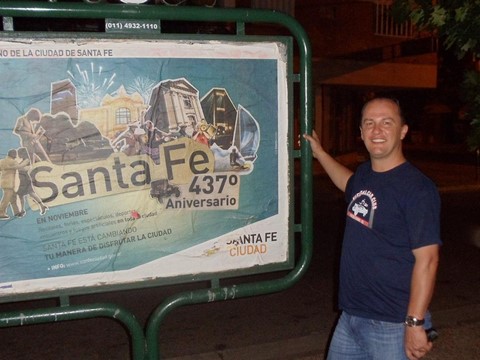 (011) 4932-1110
NO DE LA CIUDAD DE SANTA FE
Santa Fe
437º
Aniversario
EN NOVIEMBRE
SANTA FE ESTÁ CAMBIANDO
TU MANERA DE DISFRUTAR LA CIUDAD
SANTA FE
CIUDAD